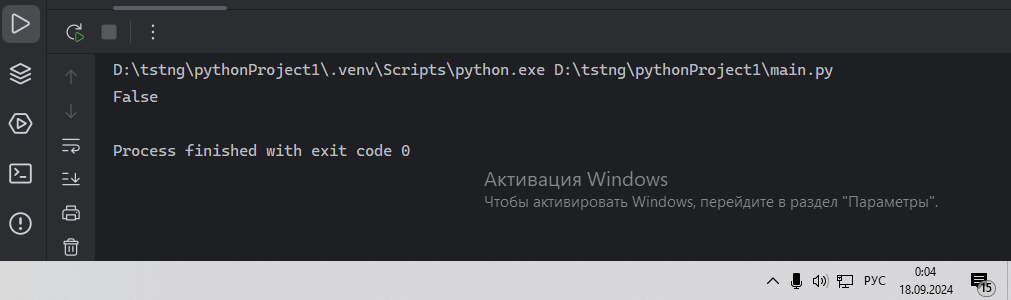 D:\tstng\pythonProject1\.venv\Scripts\python.exe D:\tstng\pythonProject1\main.py
False
Process finished with exit code 0
Активация Windows
Чтобы активировать Windows, перейдите в раздел "Параметры".
РУС
0:04
18.09.2024
15